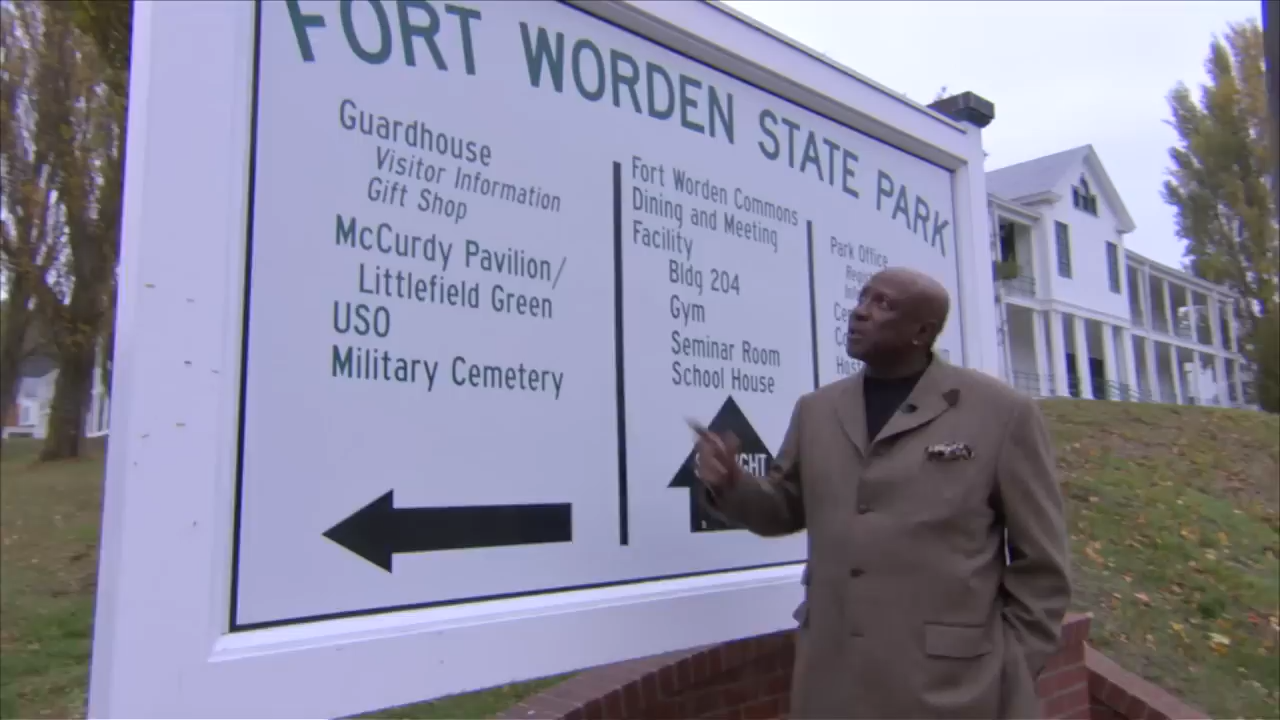 FORT WORDEN STATE PARK
Guardhouse
Visitor Information
Gift Shop
McCurdy Pavilion/
Littlefield Green
USO
Military Cemetery
Fort Worden Commons
Dining and Meeting
Facility
Bldg 204
Gym
Seminar Room
School House
Park Office